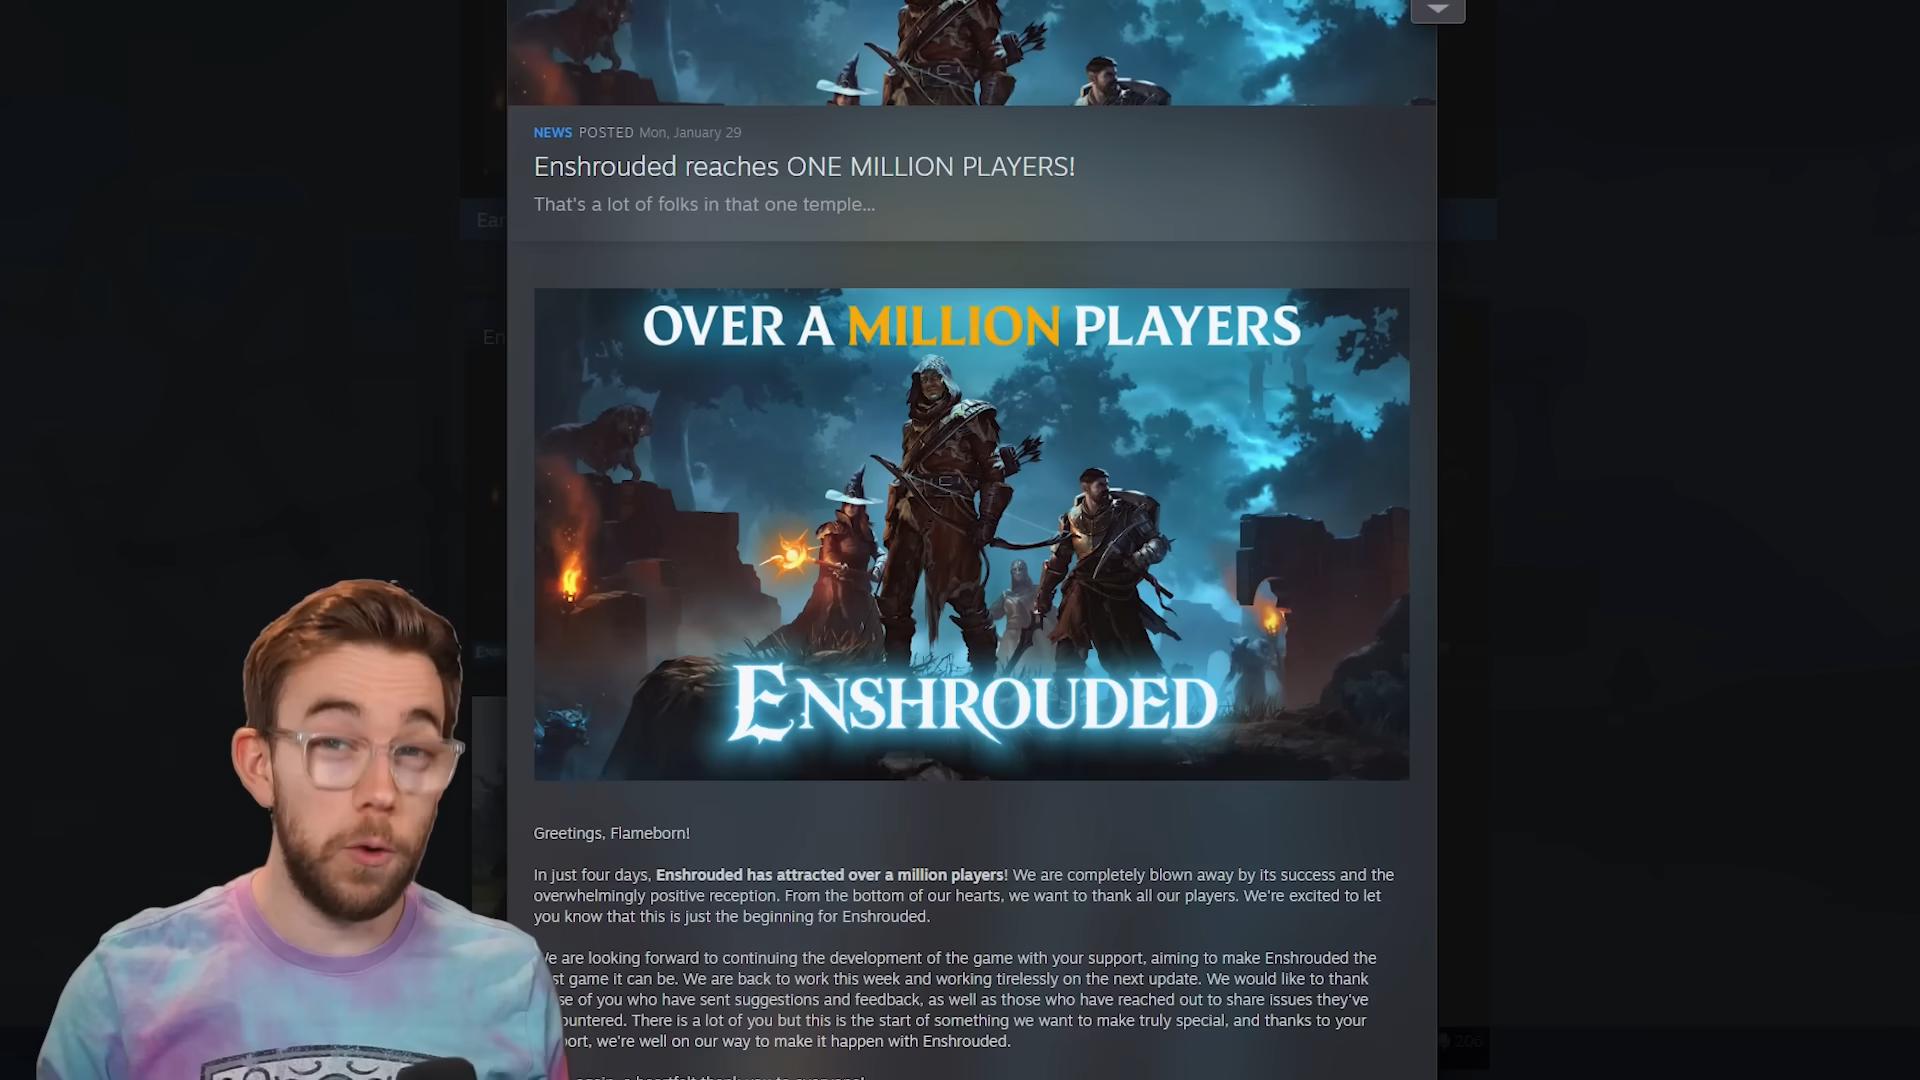 NEWS POSTED Mon, January 29
Enshrouded reaches ONE MILLION PLAYERS!
That's a lot of folks in that one temple...
Ear
En
OVER A MILLION PLAYERS
ENSHROUDED
Greetings, Flameborn!
In just four days, Enshrouded has attracted over a million players! We are completely blown away by its success and the
overwhelmingly positive reception. From the bottom of our hearts, we want to thank all our players. We're excited to let
you know that this is just the beginning for Enshrouded.
e are looking forward to continuing the development of the game with your support, aiming to make Enshrouded the
st game it can be. We are back to work this week and working tirelessly on the next update. We would like to thank
se of you who have sent suggestions and feedback, as well as those who have reached out to share issues they've
ountered. There is a lot of you but this is the start of something we want to make truly special, and thanks to your
port, we're well on our way to make it happen with Enshrouded.
206